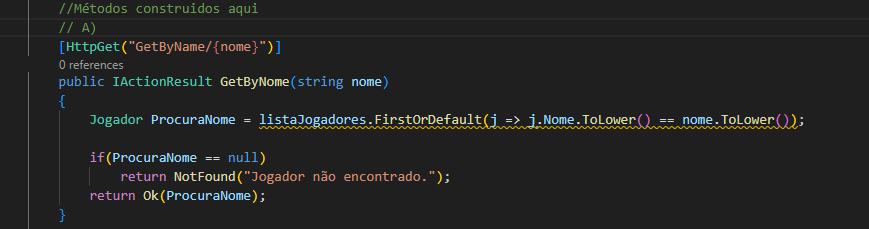 //Métodos construidos aqui
// A)
[HttpGet("GetByName/{nome}")]
0 references
public IActionResult GetByNome(string nome)
{
Jogador ProcuraNome = listaJogadores.FirstOrDefault(j => j.Nome.ToLower() == nome.ToLower());
if(ProcuraNome == null)
return NotFound("Jogador não encontrado.");
return Ok(ProcuraNome);
}